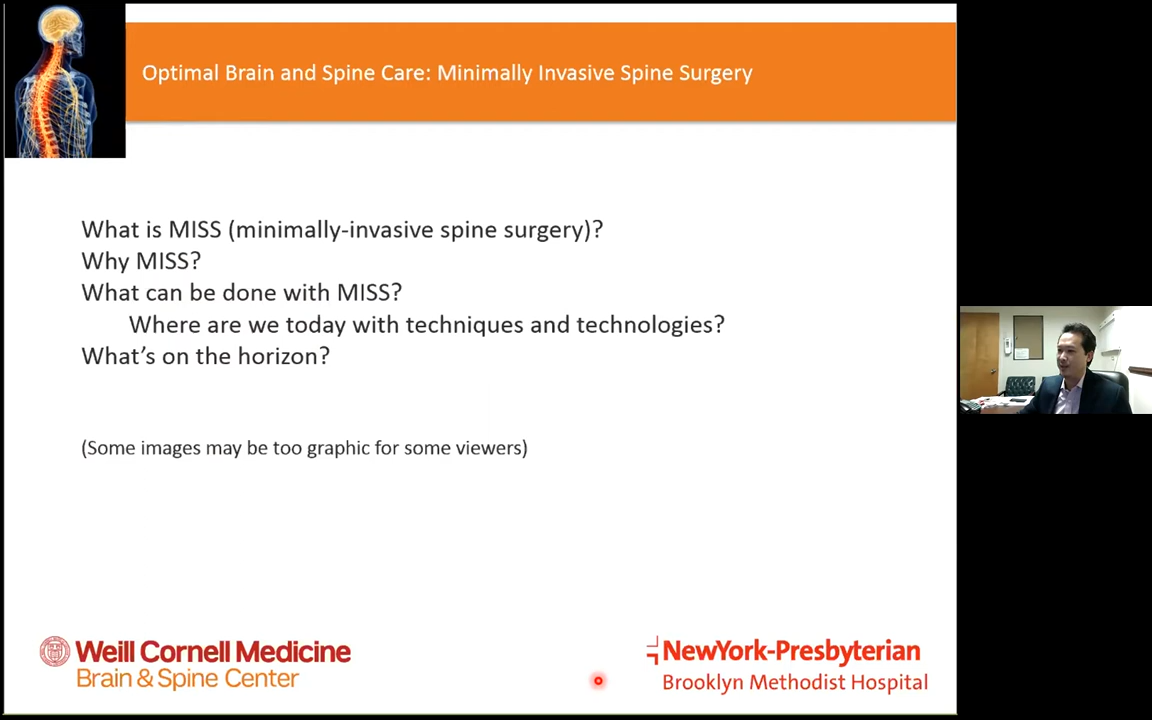 Optimal Brain and Spine Care: Minimally Invasive Spine Surgery
What is MISS (minimally-invasive spine surgery)?
Why MISS?
What can be done with MISS?
Where are we today with techniques and technologies?
What’s on the horizon?
(Some images may be too graphic for some viewers)
Weill Cornell Medicine
Brain & Spine Center
NewYork-Presbyterian
Brooklyn Methodist Hospital